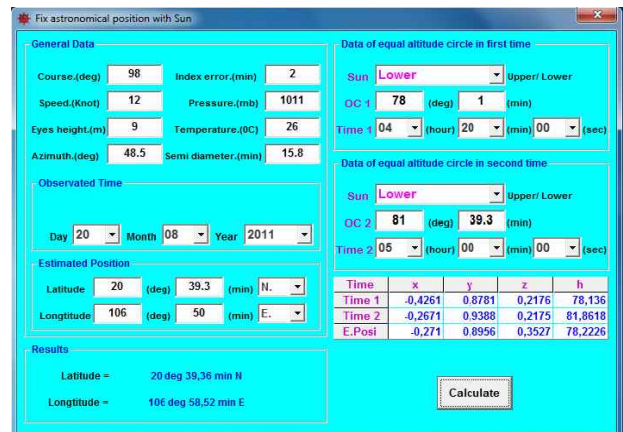 Fix astronomical position with Sun
General Data
Course.(deg) 98 Index error.(min) 2
Speed.(Knot) 12 Pressure.(mb) 1011
Eyes height.(m) 9 Temperature.(0C) 26
Azimuth.(deg) 48.5 Semi diameter.(min) 15.8
Observated Time
Day 20 Month 08 Year 2011
Estimated Position
Latitude 20 (deg) 39.3 (min) N.
Longtitude 106 (deg) 50 (min) E.
Results
Latitude = 20 deg 39,36 min N
Longtitude = 106 deg 58,52 min E
Data of equal altitude circle in first time
Sun Lower Upper/ Lower
OC 1 78 (deg) 1 (min)
Time 1 04 (hour) 20 (min) 00 (sec)
Data of equal altitude circle in second time
Sun Lower Upper/ Lower
OC 2 81 (deg) 39.3 (min)
Time 2 05 (hour) 00 (min) 00 (sec)
Time x y z h
Time 1 -0,4261 0.8781 0,2176 78,136
Time 2 -0,2671 0.9388 0,2175 81,8618
E.Posi -0,271 0.8956 0,3527 78,2226
Calculate